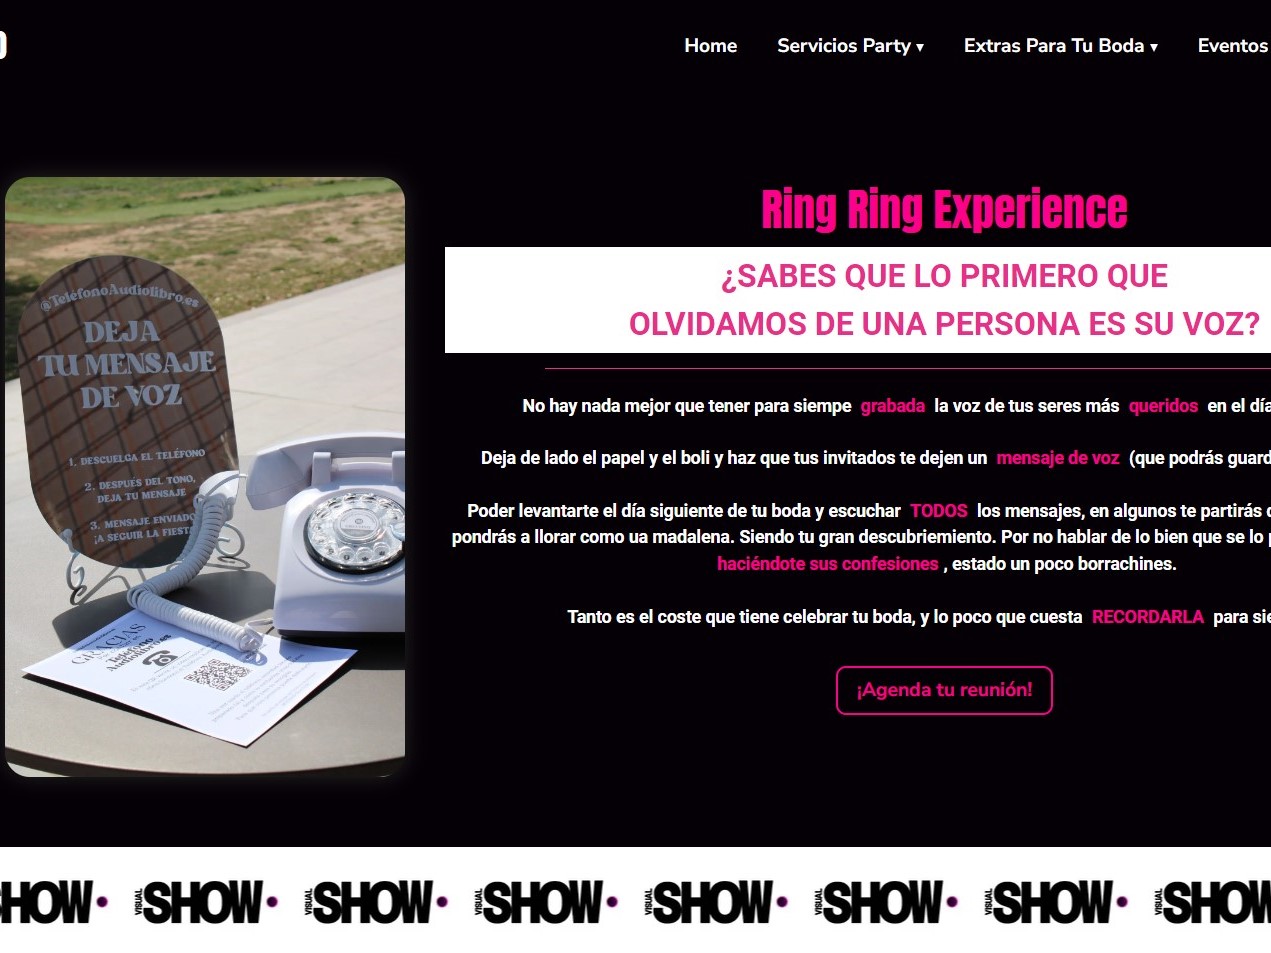 Home Servicios Party ▾ Extras Para Tu Boda ▾ Eventos
Ring Ring Experience
¿SABES QUE LO PRIMERO QUE
OLVIDAMOS DE UNA PERSONA ES SU VOZ?
No hay nada mejor que tener para siempe grabada la voz de tus seres más queridos en el día
Deja de lado el papel y el boli y haz que tus invitados te dejen un mensaje de voz (que podrás guard
Poder levantarte el día siguiente de tu boda y escuchar TODOS los mensajes, en algunos te partirás
pondrás a llorar como ua madalena. Siendo tu gran descubriemiento. Por no hablar de lo bien que se lo
haciéndote sus confesiones , estado un poco borrachines.
Tanto es el coste que tiene celebrar tu boda, y lo poco que cuesta RECORDARLA para sie
¡Agenda tu reunión!
@TeléfonoAudiolibro.es
DEJA
TU MENSAJE
DE VOZ
1. DESCUELGA EL TELÉFONO
2. DESPUÉS DEL TONO,
DEJA TU MENSAJE
3. MENSAJE ENVIADO
¡A SEGUIR LA FIESTA
GRACIAS
Teléfono
Audiolibro.es
SHOW VISUAL SHOW VISUAL SHOW VISUAL SHOW VISUAL SHOW VISUAL SHOW VISUAL SHOW VISUAL SHOW